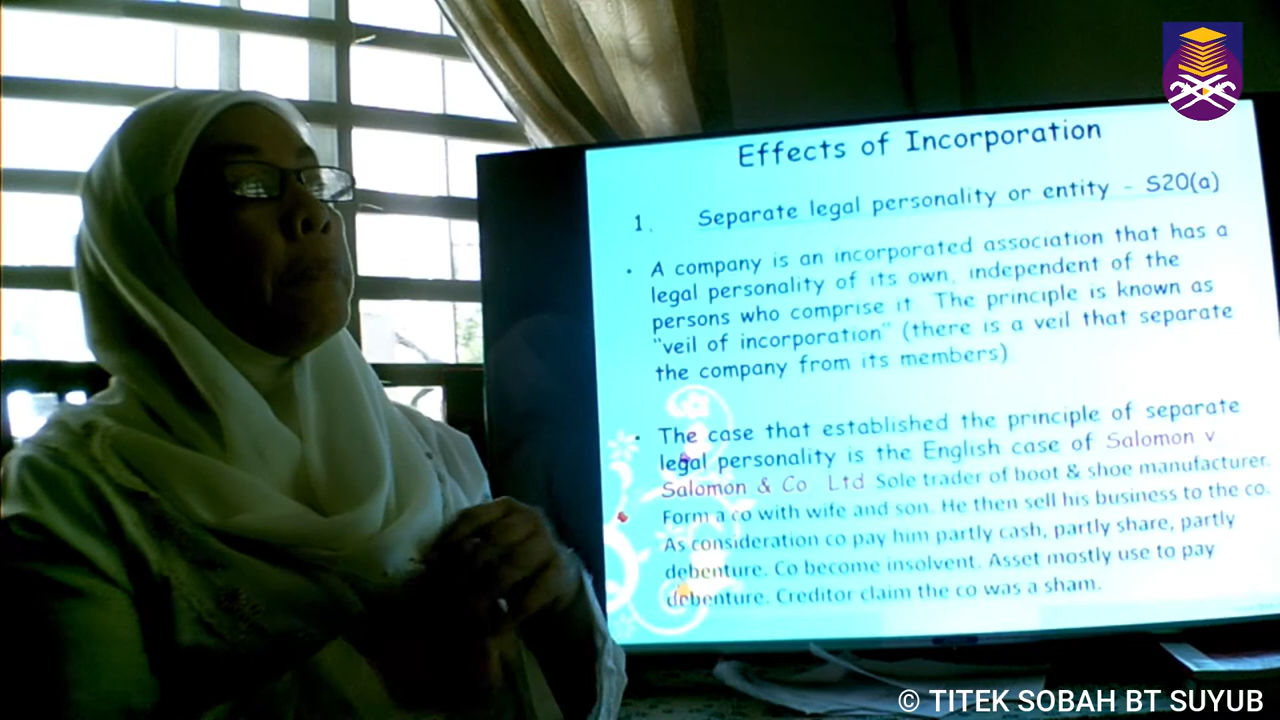 Effects of Incorporation
1. Separate legal personality or entity - S20(a)
• A company is an incorporated association that has a
legal personality of its own, independent of the
persons who comprise it. The principle is known as
"veil of incorporation" (there is a veil that separate
the company from its members)
• The case that established the principle of separate
legal personality is the English case of Salomon v
Salomon & Co Ltd Sole trader of boot & shoe manufacturer.
Form a co with wife and son. He then sell his business to the co.
As consideration co pay him partly cash, partly share, partly
debenture. Co become insolvent. Asset mostly use to pay
debenture. Creditor claim the co was a sham.
© TITEK SOBAH BT SUYUB